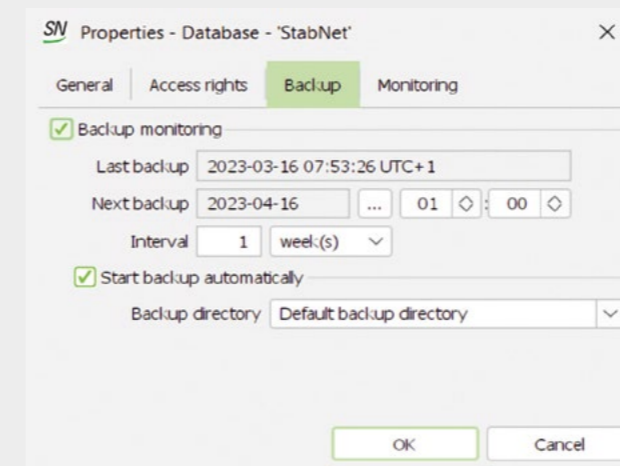 SN Properties - Database - 'StabNet'
General Access rights Backup Monitoring
Backup monitoring
Last backup 2023-03-16 07:53:26 UTC+1
Next backup 2023-04-16 ... 01 : 00
Interval 1 week(s)
Start backup automatically
Backup directory Default backup directory
OK Cancel